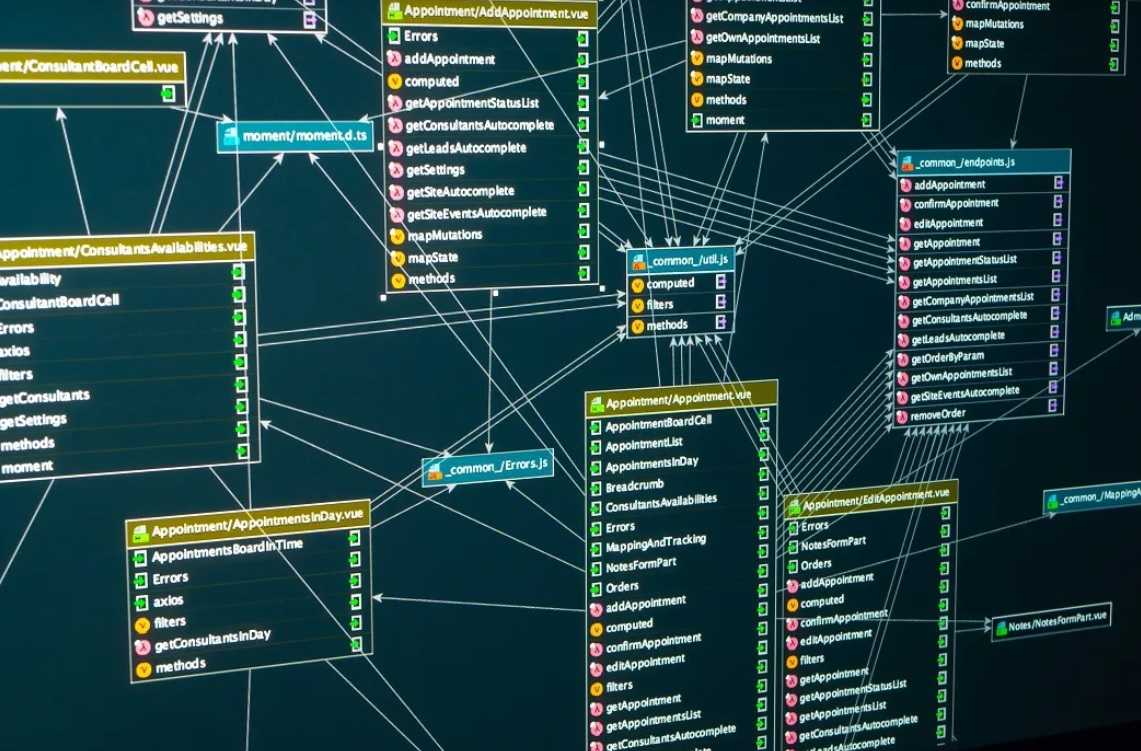 getSettings
ent/ConsultantBoardCell.vue
moment/moment.d.ts
Appointment/AddAppointment.vue
Errors
addAppointment
computed
getAppointmentStatusList
getConsultantsAutocomplete
getLeadsAutocomplete
getSettings
getSiteAutocomplete
getSiteEventsAutocomplete
mapMutations
mapState
methods
getCompanyAppointmentsList
getOwnAppointmentsList
mapMutations
mapState
methods
moment
confirmAppointment
mapMutations
mapState
methods
_common_/endpoints.js
addAppointment
confirmAppointment
editAppointment
getAppointment
getAppointmentStatusList
getAppointmentsList
getCompanyAppointmentsList
getConsultantsAutocomplete
getLeadsAutocomplete
getOrderByParam
getOwnAppointmentsList
getSiteEventsAutocomplete
removeOrder
_common_/util.js
computed
filters
methods
ppointment/ConsultantsAvailabilities.vue
vailability
ConsultantBoardCell
Errors
axios
filters
getConsultants
getSettings
methods
moment
_common_/Errors.js
Appointment/AppointmentsInDay.vue
AppointmentsBoardInTime
Errors
axios
filters
getConsultantsInDay
methods
Appointment/Appointment.vue
AppointmentBoardCell
AppointmentList
AppointmentsInDay
Breadcrumb
ConsultantsAvailabilities
Errors
MappingAndTracking
NotesFormPart
Orders
addAppointment
computed
confirmAppointment
editAppointment
filters
getAppointment
getAppointmentsList
getConsultantsAutocomplete
Appointment/EditAppointment.vue
Errors
NotesFormPart
Orders
addAppointment
computed
confirmAppointment
editAppointment
filters
getAppointment
getAppointmentStatusList
getAppointmentsList
getConsultantsAutocomplete
getLeadsAutocomplete
Adm
_common_/MappingA
Notes/NotesFormPart.vue